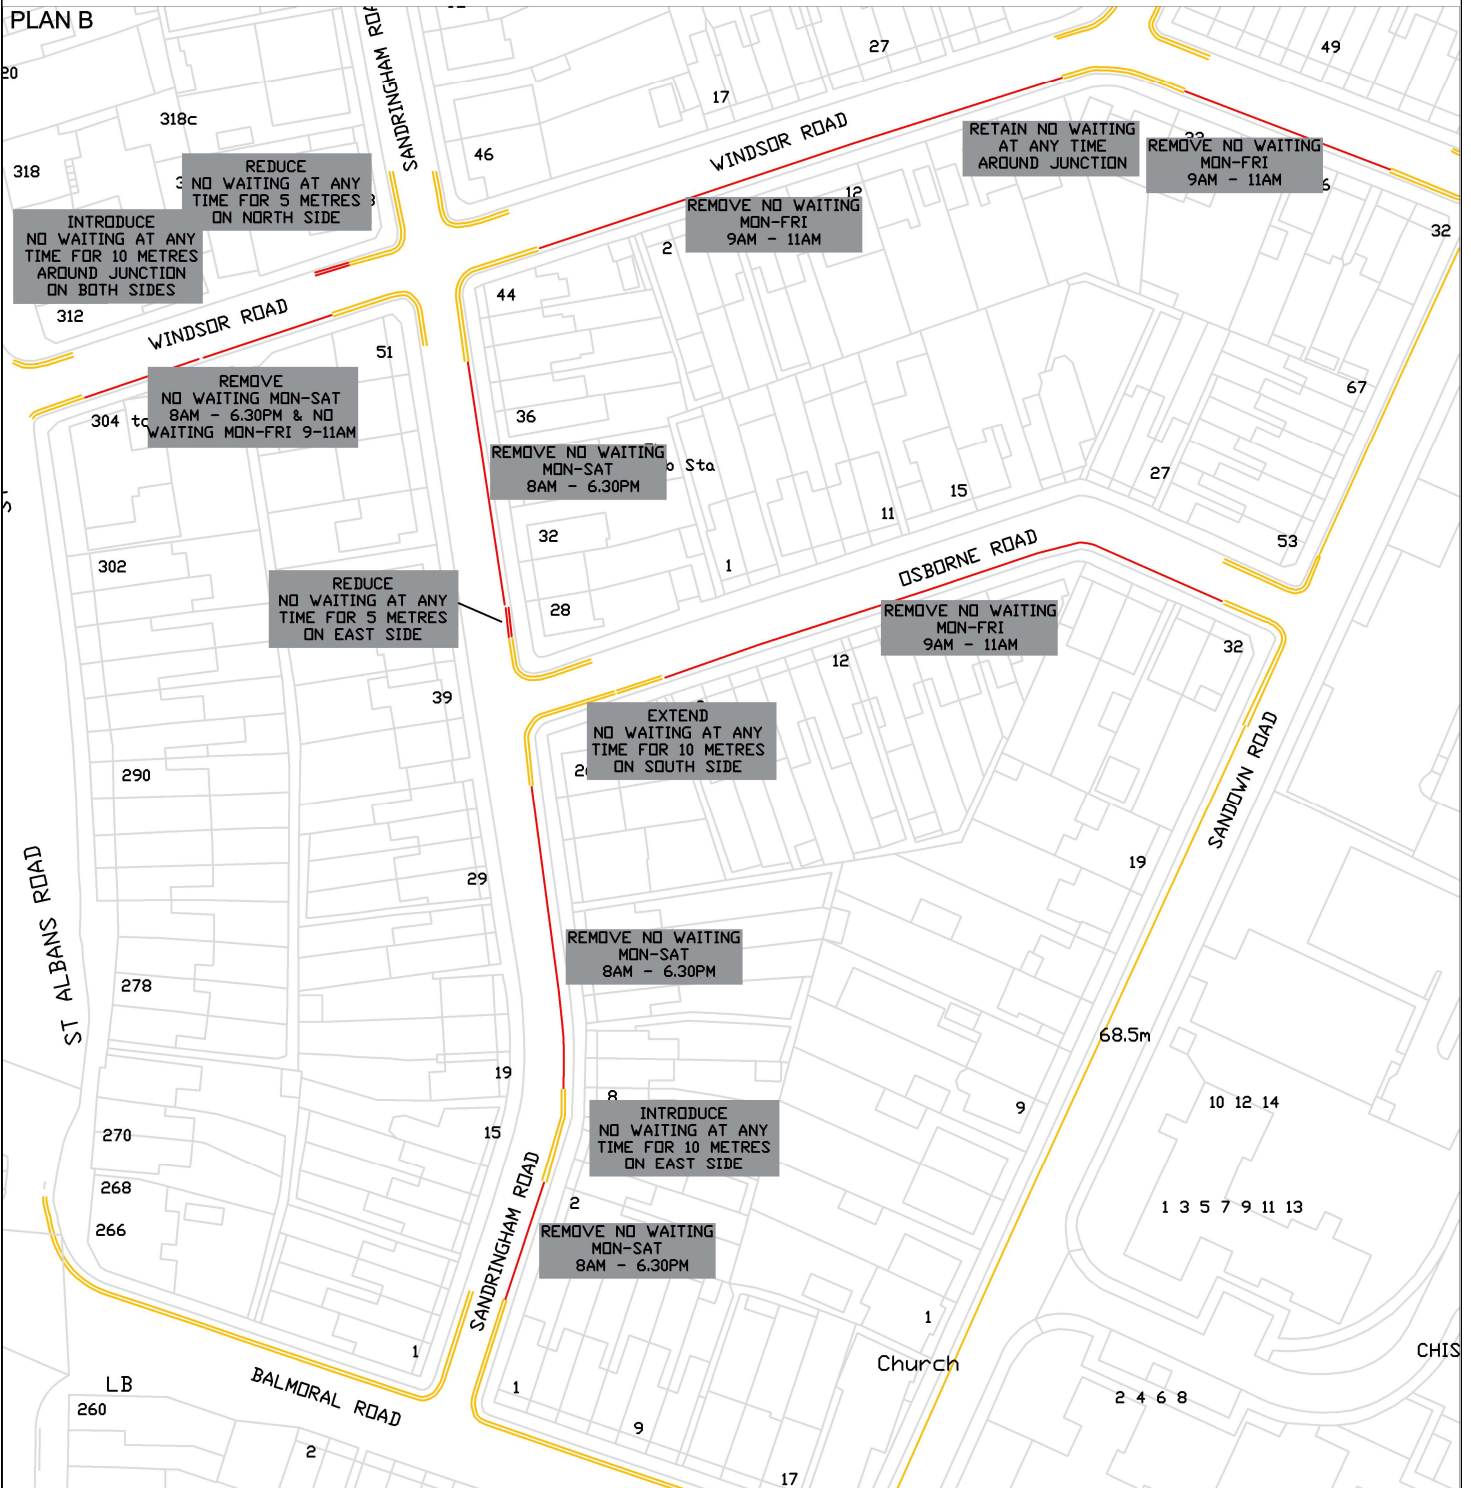 PLAN B
SANDRINGHAM ROA
20
318c
318
46
17
27
49
WINDSOR ROAD
REDUCE
NO WAITING AT ANY
TIME FOR 5 METRES
ON NORTH SIDE
INTRODUCE
NO WAITING AT ANY
TIME FOR 10 METRES
AROUND JUNCTION
ON BOTH SIDES
RETAIN NO WAITING
AT ANY TIME
AROUND JUNCTION
REMOVE NO WAITING
MON-FRI
9AM - 11AM
12
REMOVE NO WAITING
MON-FRI
9AM - 11AM
2
32
44
312
WINDSOR ROAD
51
REMOVE
NO WAITING MON-SAT
8AM - 6.30PM & NO
WAITING MON-FRI 9-11AM
304 to
36
67
REMOVE NO WAITING
MON-SAT
8AM - 6.30PM
Sta
27
15
11
32
53
302
1
OSBORNE ROAD
REDUCE
NO WAITING AT ANY
TIME FOR 5 METRES
ON EAST SIDE
28
REMOVE NO WAITING
MON-FRI
9AM - 11AM
12
32
39
EXTEND
NO WAITING AT ANY
TIME FOR 10 METRES
ON SOUTH SIDE
290
SANDOWN ROAD
29
19
ST ALBANS ROAD
REMOVE NO WAITING
MON-SAT
8AM - 6.30PM
278
68.5m
19
8
9
10 12 14
INTRODUCE
NO WAITING AT ANY
TIME FOR 10 METRES
ON EAST SIDE
15
270
268
2
1 3 5 7 9 11 13
266
SANDRINGHAM ROAD
REMOVE NO WAITING
MON-SAT
8AM - 6.30PM
1
1
Church
CHIS
LB
BALMORAL ROAD
1
2 4 6 8
260
9
2
17